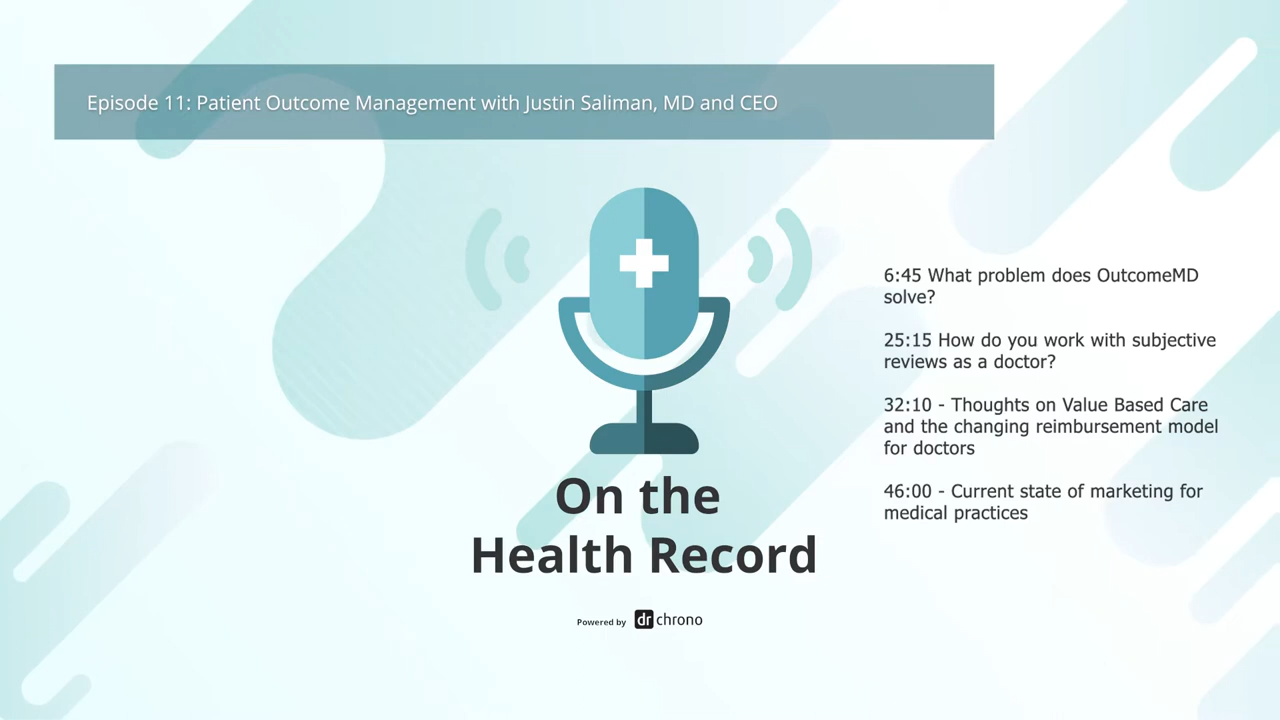 Episode 11: Patient Outcome Management with Justin Saliman, MD and CEO
6:45 What problem does OutcomeMD
solve?
25:15 How do you work with subjective
reviews as a doctor?
32:10 - Thoughts on Value Based Care
and the changing reimbursement model
for doctors
46:00 - Current state of marketing for
medical practices
On the
Health Record
Powered by dr chrono